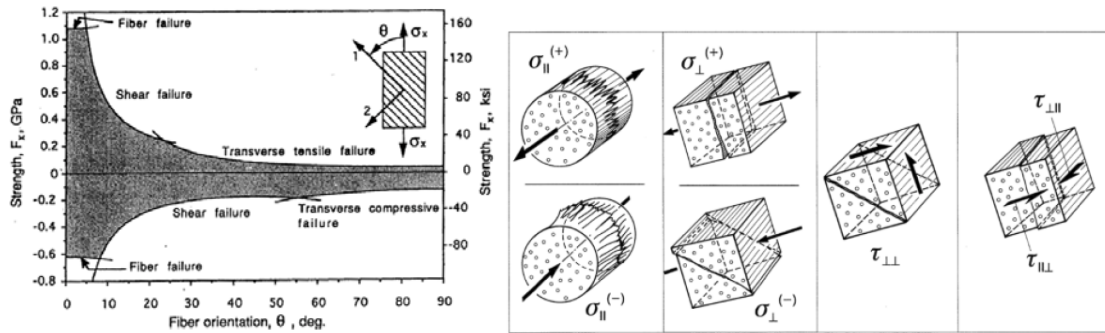 1.2
1.0
0.8
0.6
0.4
0.2
0
-0.2
-0.4
-0.6
-0.8
Strength, Fx, GPa
Fiber failure
θ
σx
1
2
σx
Shear failure
Transverse tensile failure
Shear failure
Transverse compressive
failure
Fiber failure
160
120
80
40
0
-40
-80
Strength, Fx, ksi
0 10 20 30 40 50 60 70 80 90
Fiber orientation, θ , deg.
σ∥(+)
σ⊥(+)
σ∥(−)
σ⊥(−)
τ⊥⊥
τ⊥∥
τ∥⊥